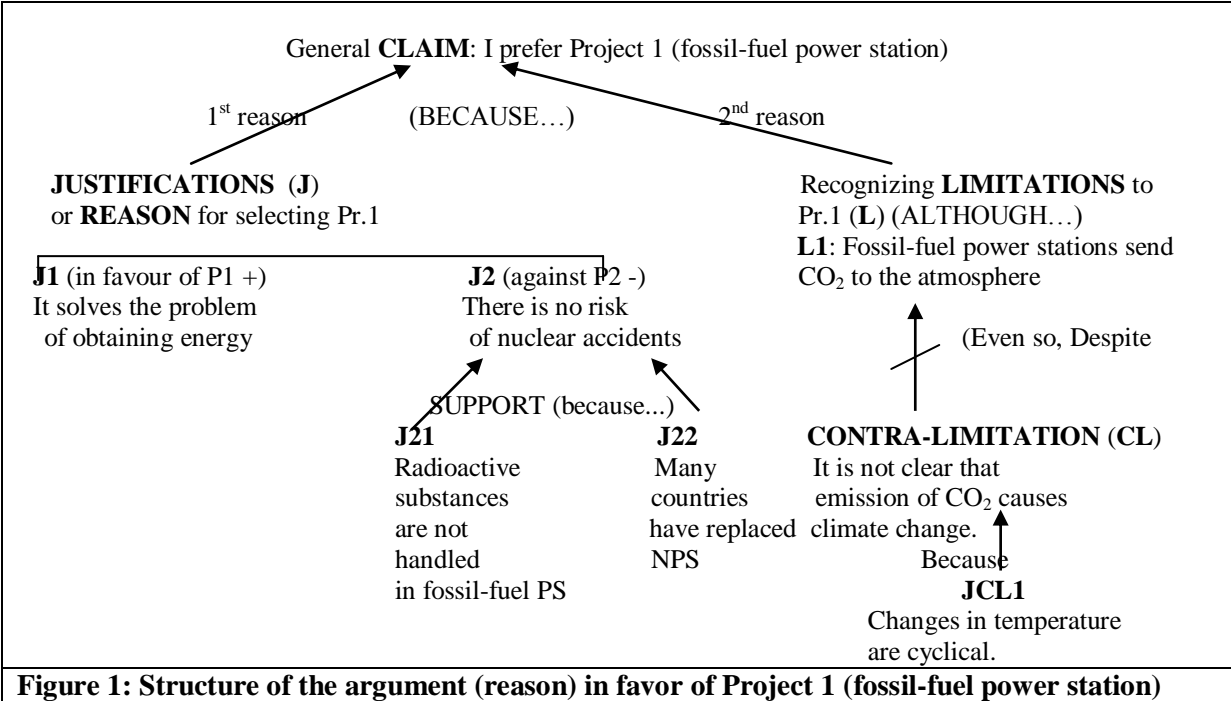 General CLAIM: I prefer Project 1 (fossil-fuel power station)
1st reason
(BECAUSE…)
2nd reason
JUSTIFICATIONS (J)
or REASON for selecting Pr.1
Recognizing LIMITATIONS to
Pr.1 (L) (ALTHOUGH…)
L1: Fossil-fuel power stations send
CO2 to the atmosphere
J1 (in favour of P1 +)
It solves the problem
of obtaining energy
J2 (against P2 -)
There is no risk
of nuclear accidents
(Even so, Despite
SUPPORT (because...)
J21
Radioactive
substances
are not
handled
in fossil-fuel PS
J22
Many
countries
have replaced
NPS
CONTRA-LIMITATION (CL)
It is not clear that
emission of CO2 causes
climate change.
Because
JCL1
Changes in temperature
are cyclical.
Figure 1: Structure of the argument (reason) in favor of Project 1 (fossil-fuel power station)